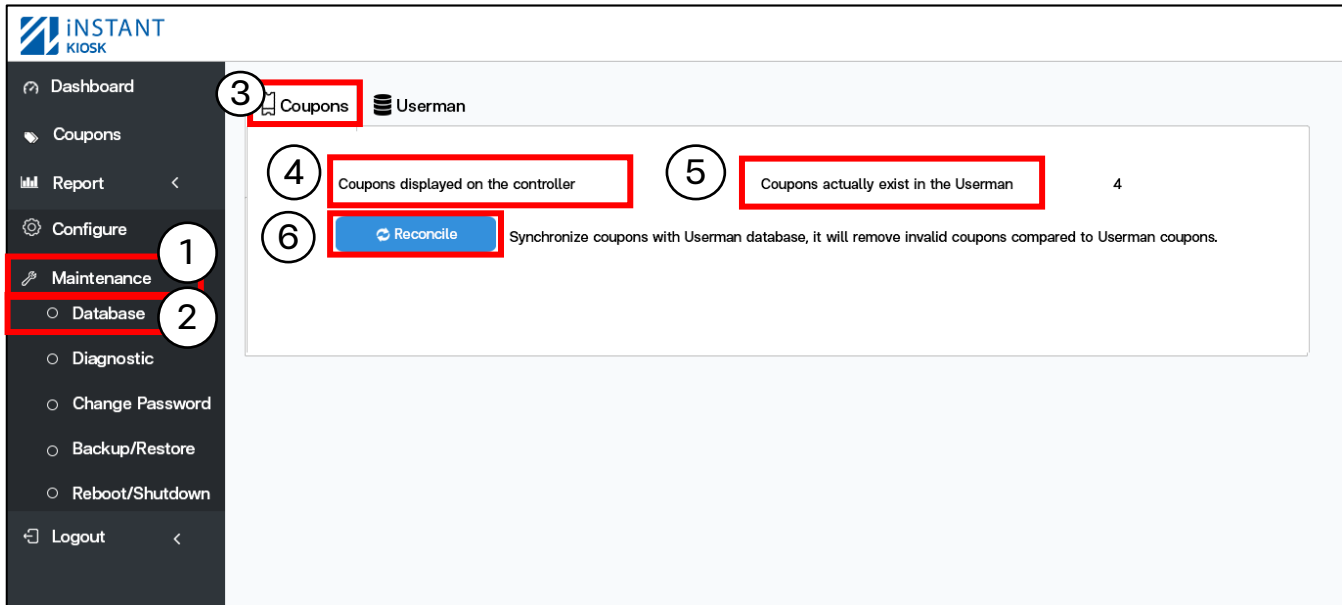 iNSTANT
KIOSK
Dashboard
Coupons
Report
Configure
Maintenance
Database
Diagnostic
Change Password
Backup/Restore
Reboot/Shutdown
Logout
1
2
3
Coupons Userman
4 Coupons displayed on the controller 5 Coupons actually exist in the Userman 4
6 Reconcile Synchronize coupons with Userman database, it will remove invalid coupons compared to Userman coupons.